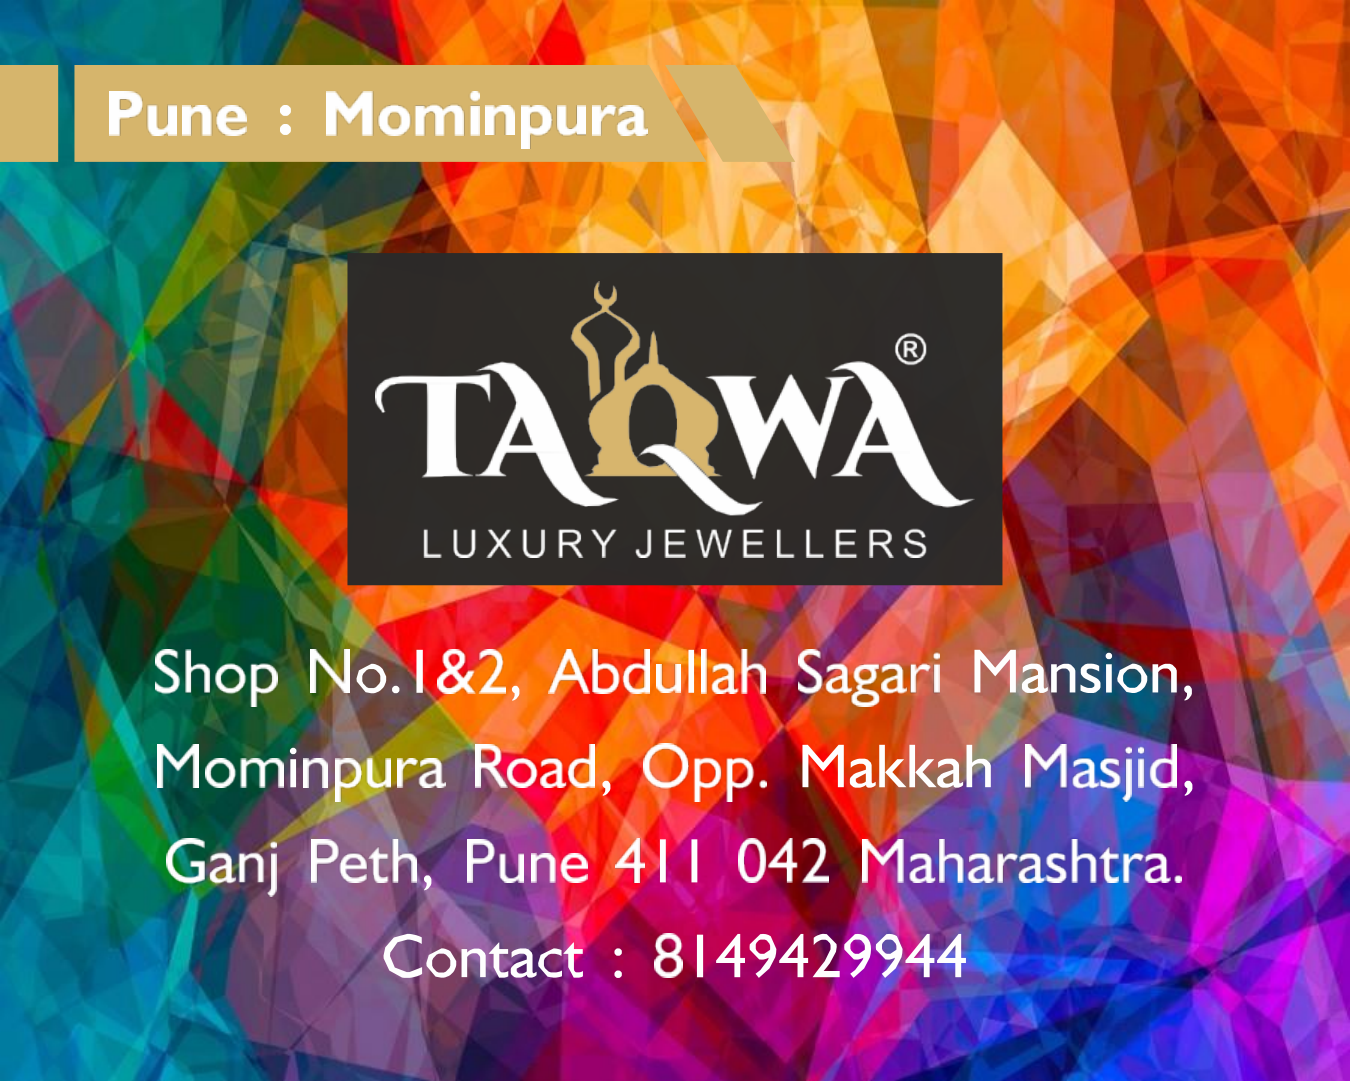 Pune : Mominpura
TAQWA®
LUXURY JEWELLERS
Shop No.1&2, Abdullah Sagari Mansion,
Mominpura Road, Opp. Makkah Masjid,
Ganj Peth, Pune 411 042 Maharashtra.
Contact : 8149429944